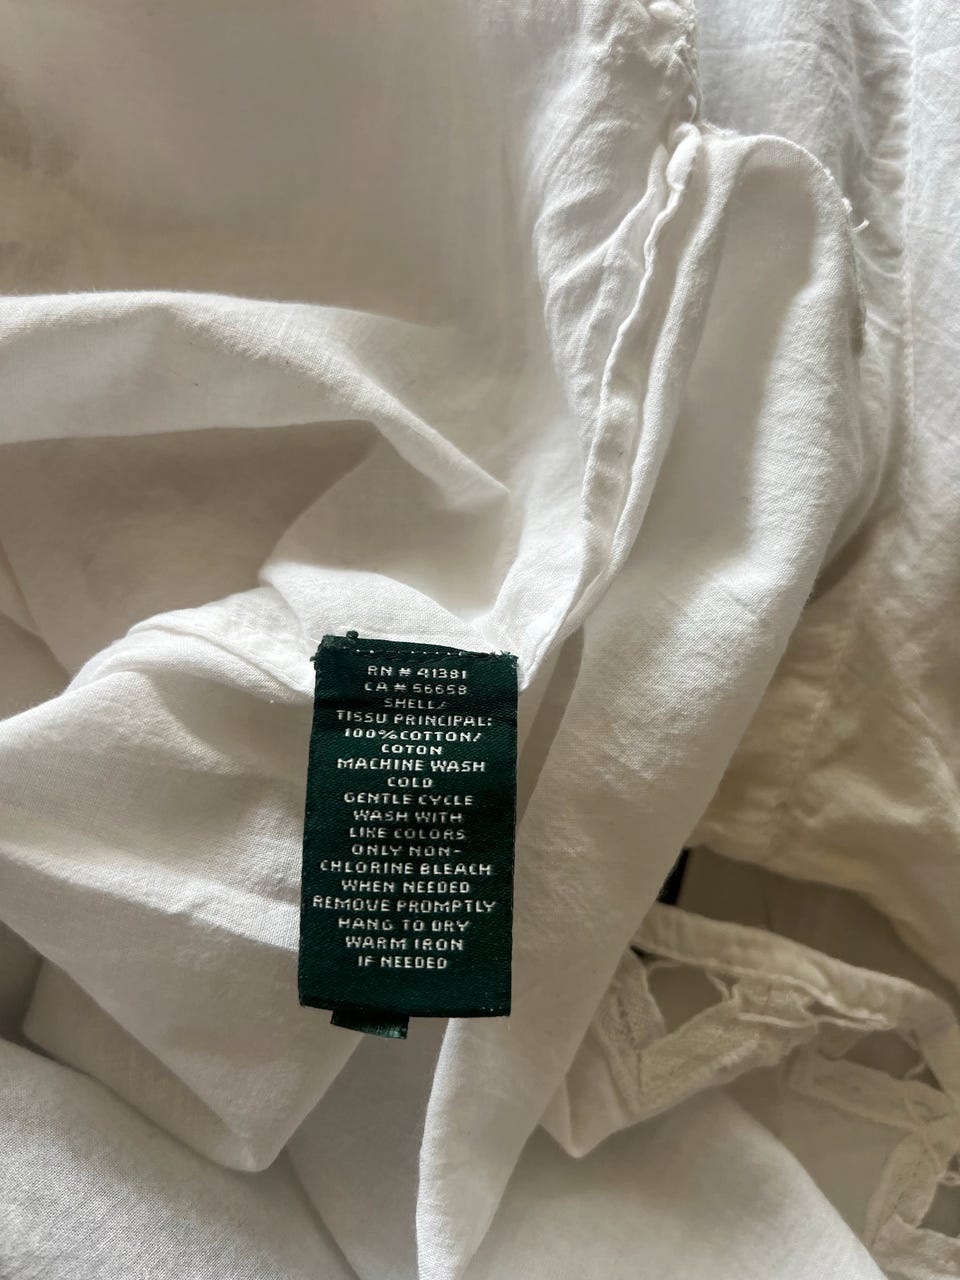 RN # 41381
CA # 56658
SHELL/
TISSU PRINCIPAL:
100%COTTON/
COTON
MACHINE WASH
COLD
GENTLE CYCLE
WASH WITH
LIKE COLORS
ONLY NON-
CHLORINE BLEACH
WHEN NEEDED
REMOVE PROMPTLY
HANG TO DRY
WARM IRON
IF NEEDED